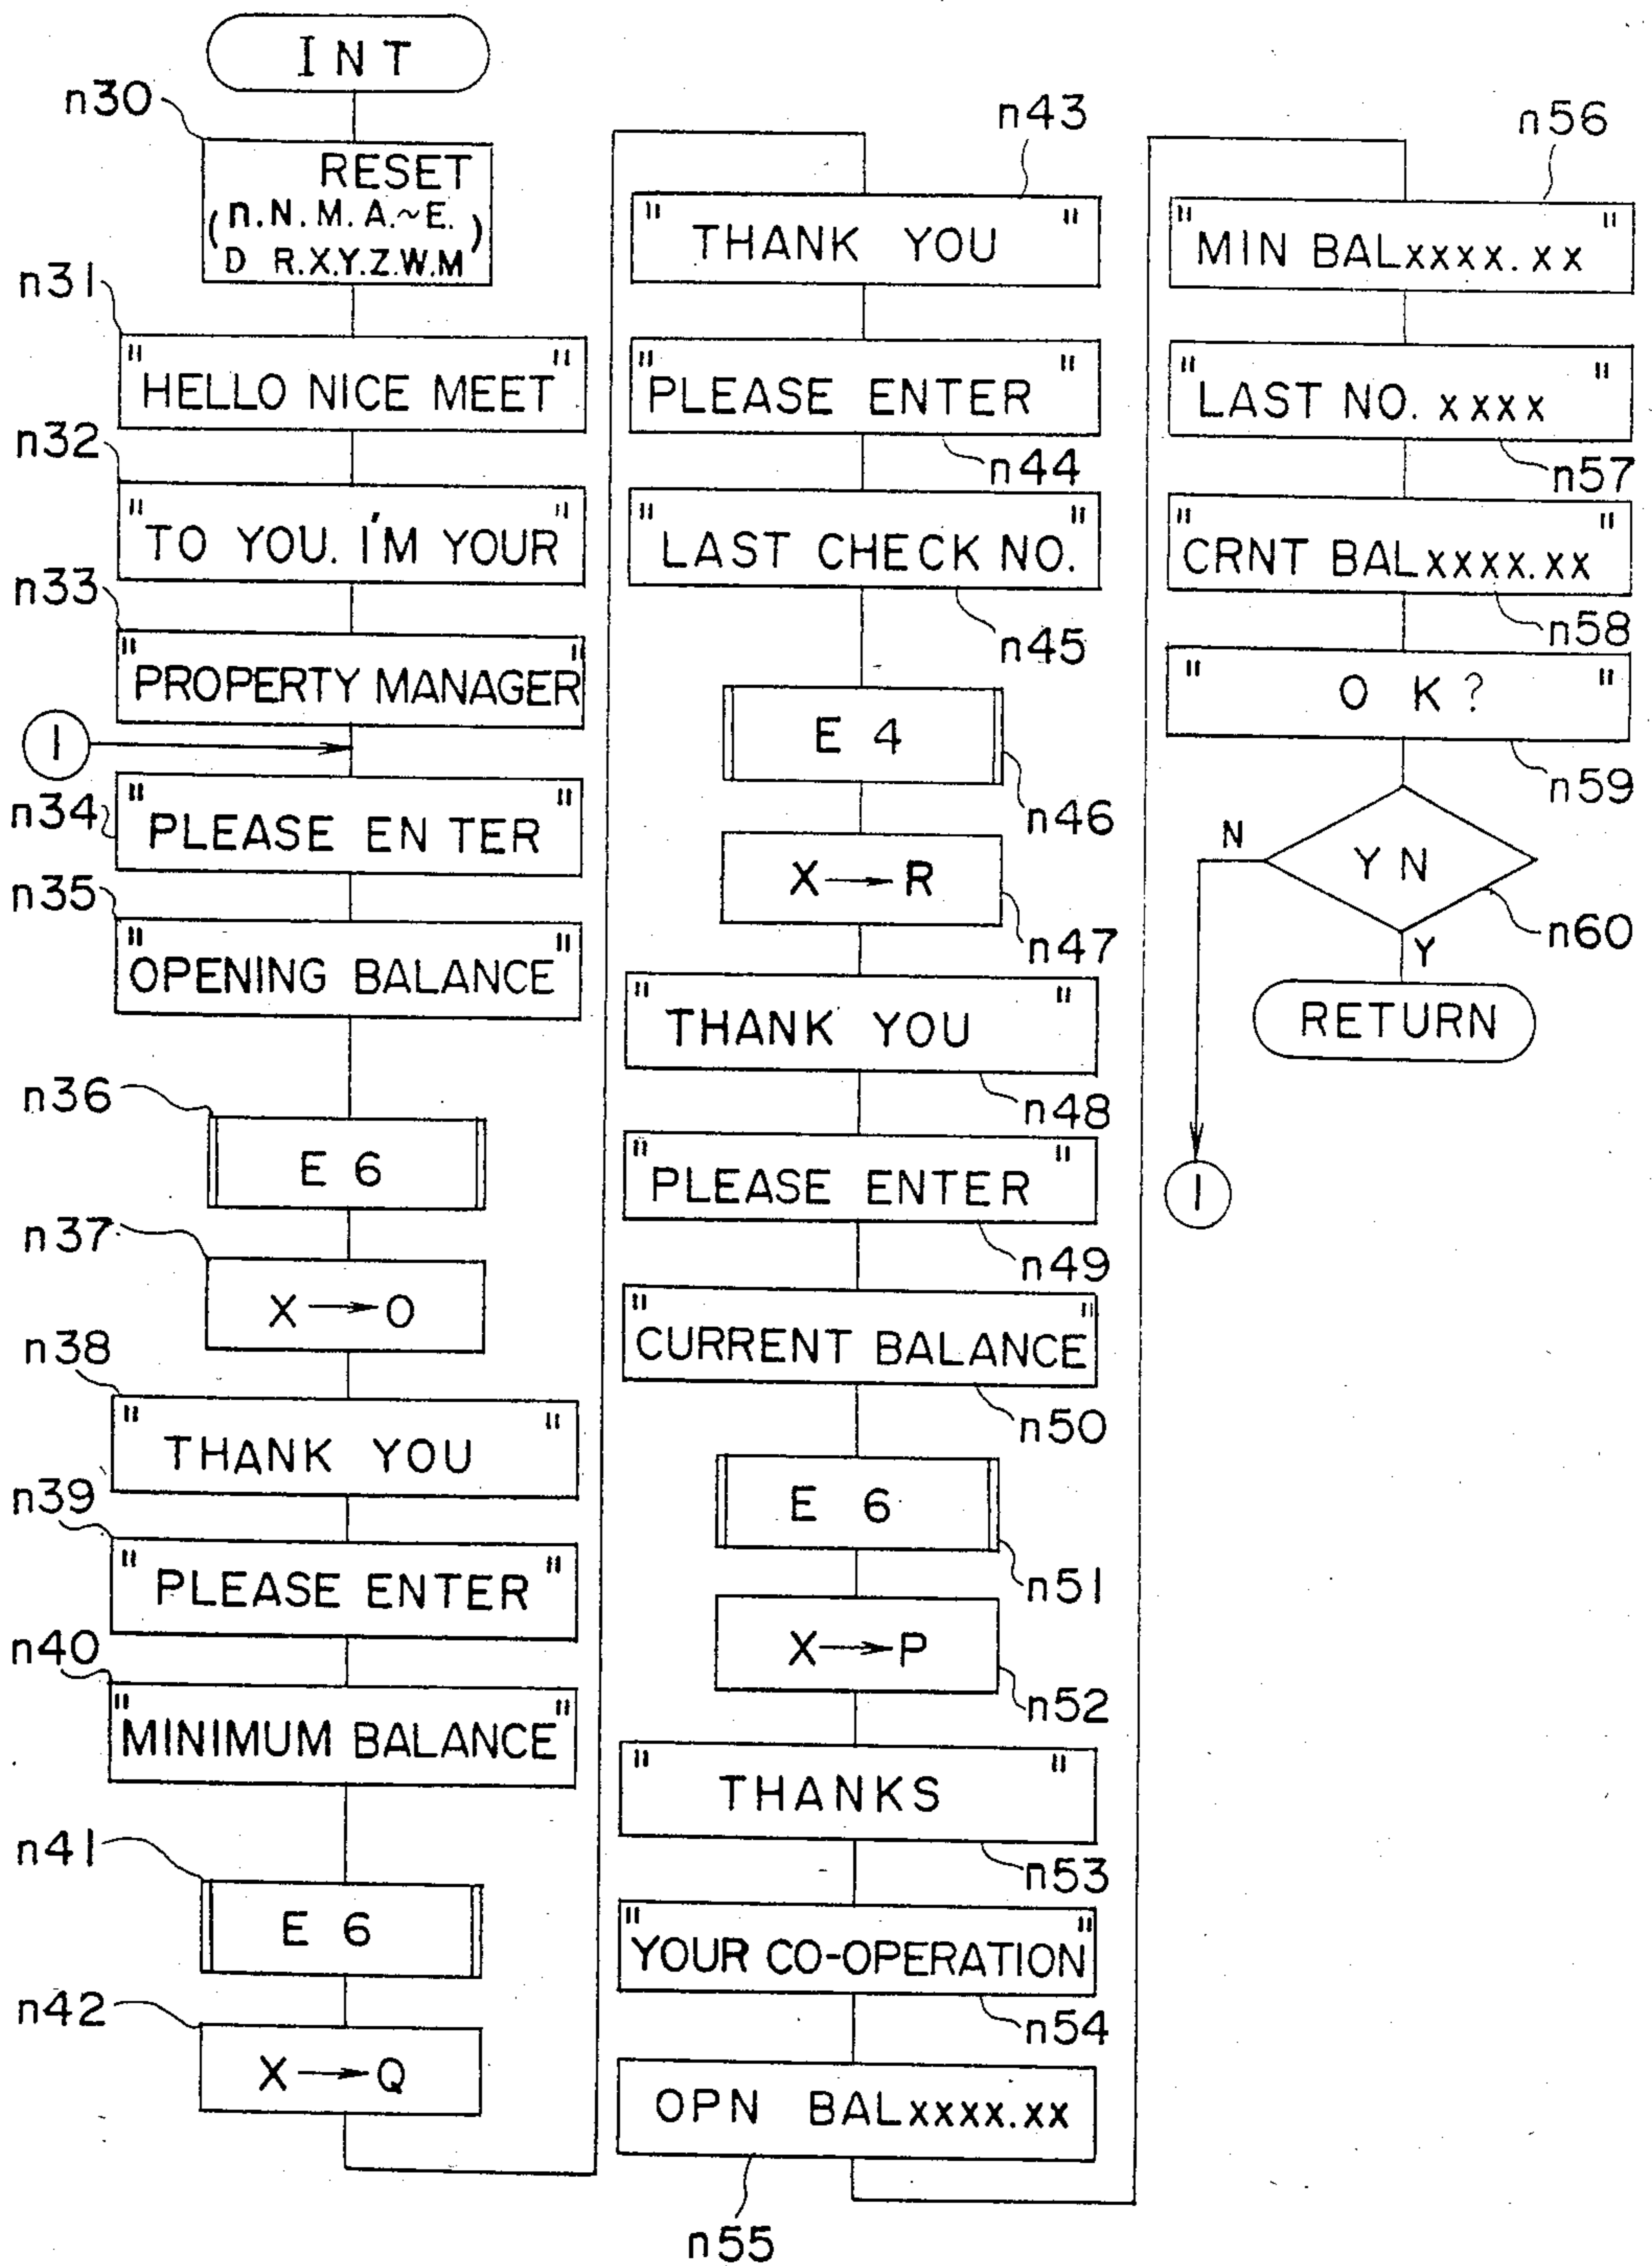 INT
n30
RESET
(n.N.M.A.~E.
D R.X.Y.Z.W.M)
n31
"HELLO NICE MEET"
n32
"TO YOU. I'M YOUR"
n33
"PROPERTY MANAGER"
1
n34
"PLEASE EN TER"
n35
"OPENING BALANCE"
n36
E 6
n37
X→O
n38
"THANK YOU"
n39
"PLEASE ENTER"
n40
"MINIMUM BALANCE"
n41
E 6
n42
X→Q
n43
"THANK YOU"
"PLEASE ENTER"
n44
"LAST CHECK NO."
n45
E 4
n46
X→R
n47
"THANK YOU"
n48
"PLEASE ENTER"
n49
"CURRENT BALANCE"
n50
E 6
n51
X→P
n52
"THANKS"
n53
"YOUR CO-OPERATION"
n54
OPN BALxxxx.xx
n55
n56
"MIN BALxxxx.xx"
"LAST NO. xxxx"
n57
"CRNT BALxxxx.xx"
n58
"O K?"
n59
N
Y N
n60
Y
RETURN
1